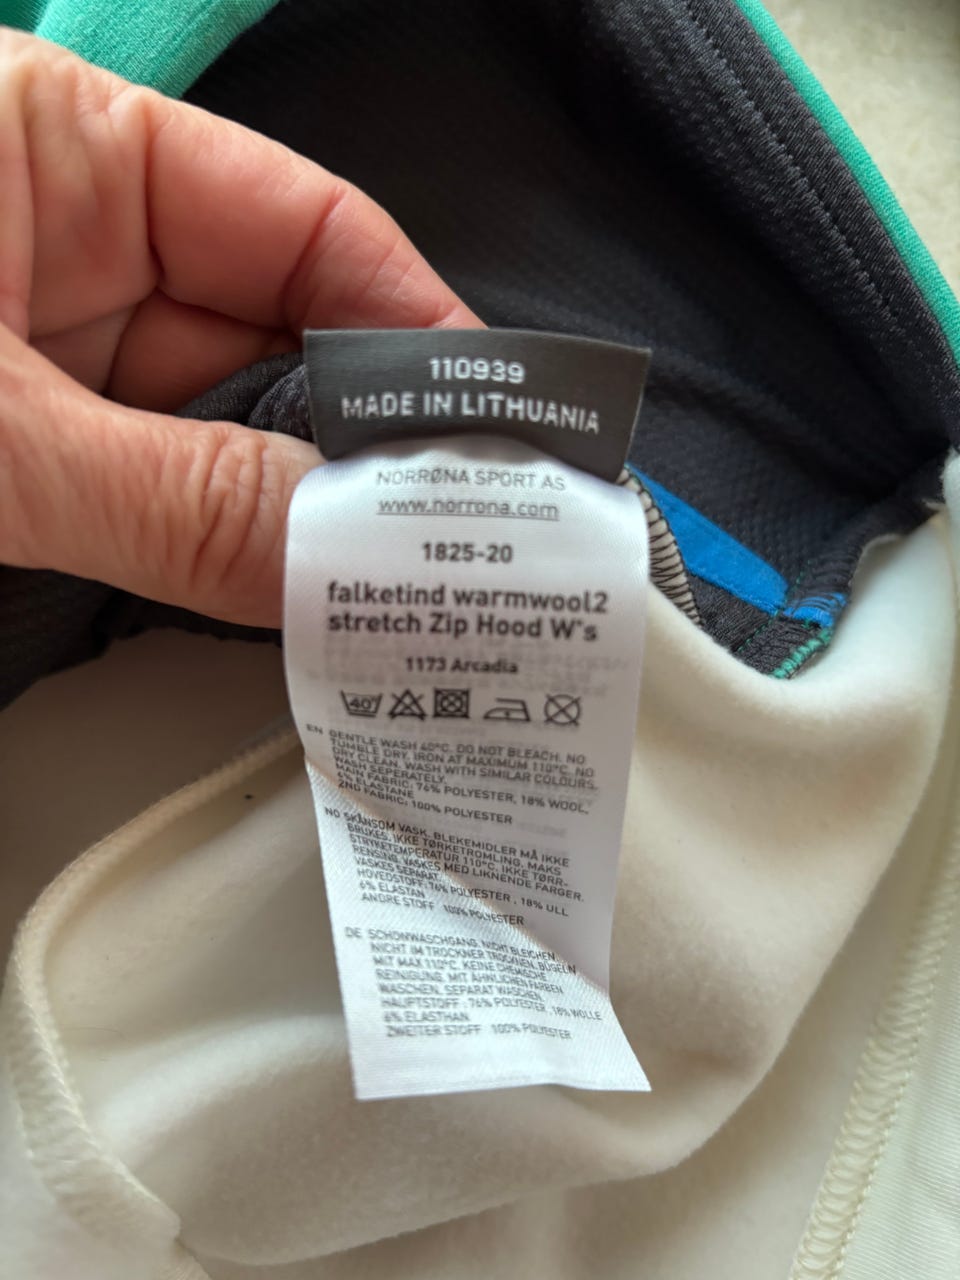 110939
MADE IN LITHUANIA
NORRØNA SPORT AS
www.norrona.com
1825-20
falketind warmwool2
stretch Zip Hood W's
1173 Arcadia
40°
EN GENTLE WASH 40°C. DO NOT BLEACH. NO
TUMBLE DRY. IRON AT MAXIMUM 110°C. NO
DRY CLEAN. WASH WITH SIMILAR COLOURS.
WASH SEPERATELY.
MAIN FABRIC: 76% POLYESTER, 18% WOOL,
6% ELASTANE
2ND FABRIC: 100% POLYESTER
NO SKÅNSOM VASK. BLEKEMIDLER MÅ IKKE
BRUKES. IKKE TØRKETROMLING. MAKS
STRYKETEMPERATUR 110°C. IKKE TØRR-
RENSING. VASKES MED LIKNENDE FARGER.
VASKES SEPARAT.
HOVEDSTOFF: 76% POLYESTER, 18% ULL
6% ELASTAN
ANDRE STOFF 100% POLYESTER
DE SCHONWASCHGANG. NICHT BLEICHEN.
NICHT IM TROCKNER TROCKNEN. BÜGELN
MIT MAX 110°C. KEINE CHEMISCHE
REINIGUNG. MIT ÄHNLICHEN FARBEN
WASCHEN. SEPARAT WASCHEN.
HAUPTSTOFF: 76% POLYESTER, 18% WOLLE
6% ELASTHAN
ZWEITER STOFF 100% POLYESTER